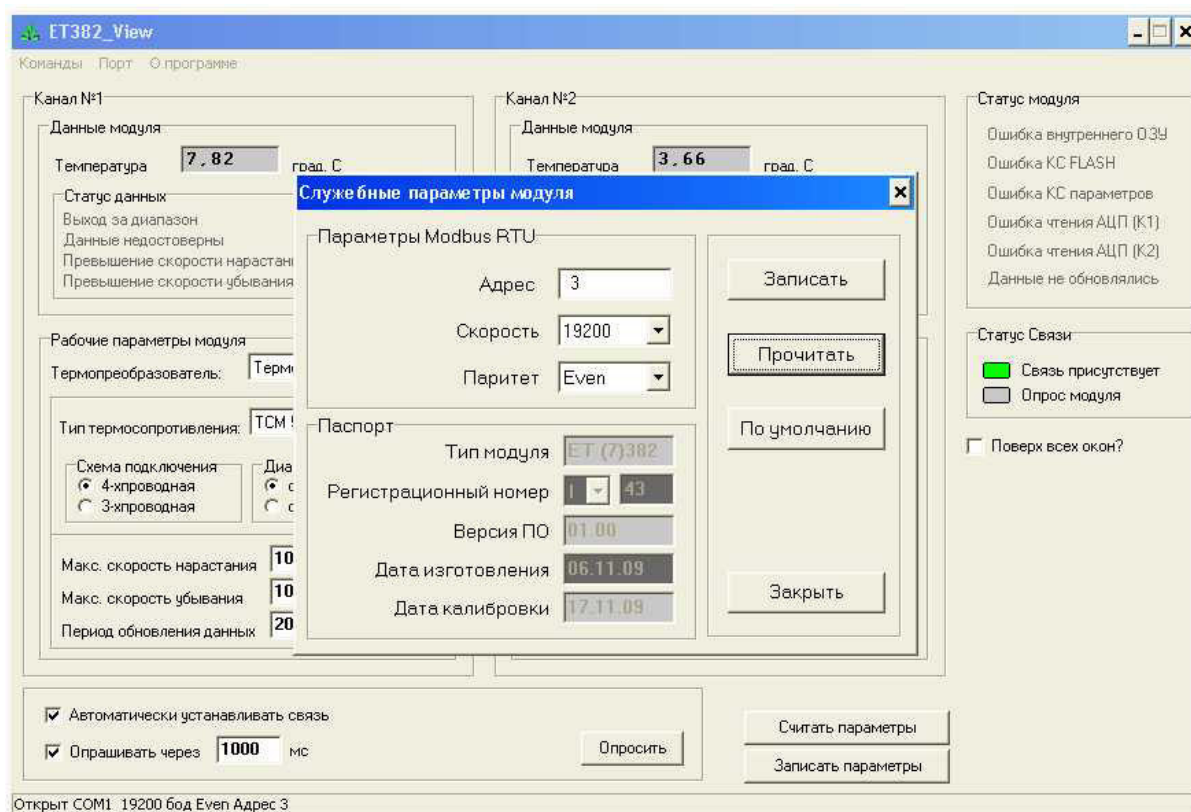 ET382_View
Команды Порт О программе
Канал №1
Данные модуля
Температура 7,82 град. С
Статус данных
Выход за диапазон
Данные недостоверны
Превышение скорости нарастан
Превышение скорости убывания
Рабочие параметры модуля
Термопреобразователь: Терм
Тип термосопротивления: ТСМ
Схема подключения
4-хпроводная
3-хпроводная
Диа
Макс. скорость нарастания 10
Макс. скорость убывания 10
Период обновления данных 20
Канал №2
Данные модуля
Температура 3,66 град. С
Служебные параметры модуля
Параметры Modbus RTU
Адрес 3
Скорость 19200
Паритет Even
Паспорт
Тип модуля ET (7)382
Регистрационный номер I 43
Версия ПО 01.00
Дата изготовления 06.11.09
Дата калибровки 17.11.09
Записать
Прочитать
По умолчанию
Закрыть
Статус модуля
Ошибка внутреннего ОЗУ
Ошибка КС FLASH
Ошибка КС параметров
Ошибка чтения АЦП (К1)
Ошибка чтения АЦП (К2)
Данные не обновлялись
Статус Связи
Связь присутствует
Опрос модуля
Поверх всех окон?
Автоматически устанавливать связь
Опрашивать через 1000 мс
Опросить
Считать параметры
Записать параметры
Открыт COM1 19200 бод Even Адрес 3